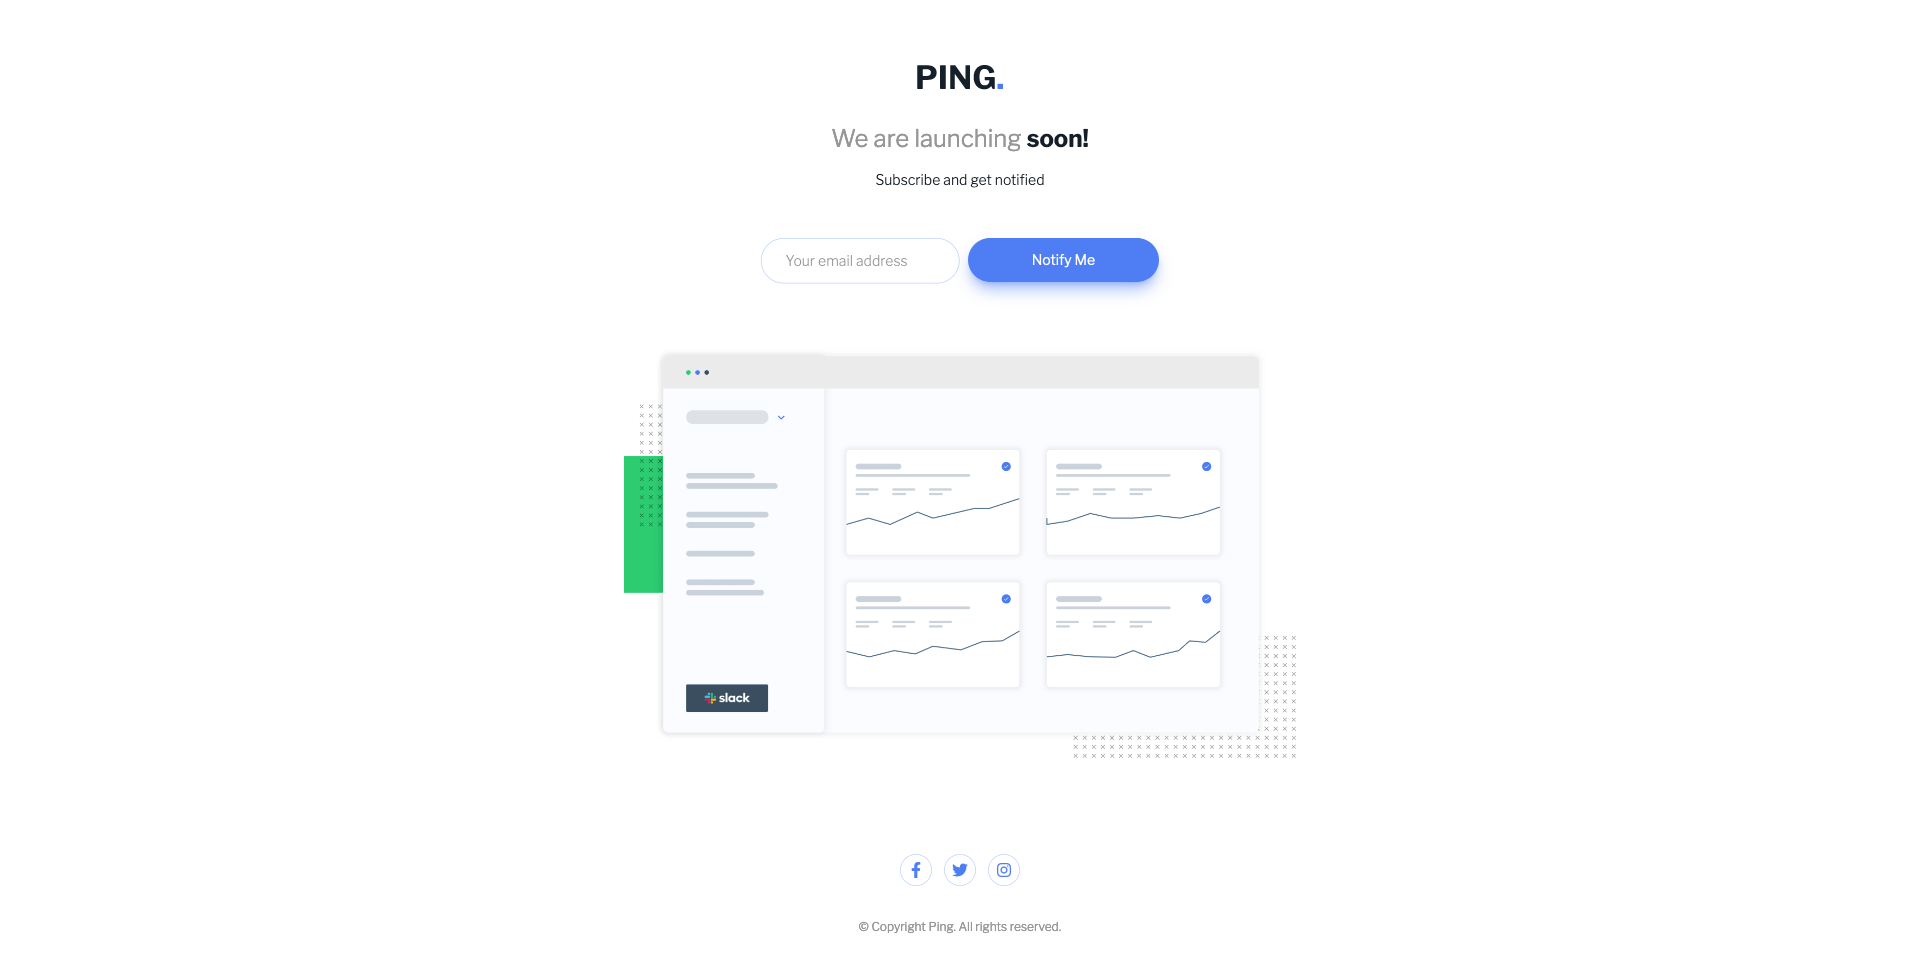 PING.
We are launching soon!
Subscribe and get notified
Your email address
Notify Me
slack
© Copyright Ping. All rights reserved.